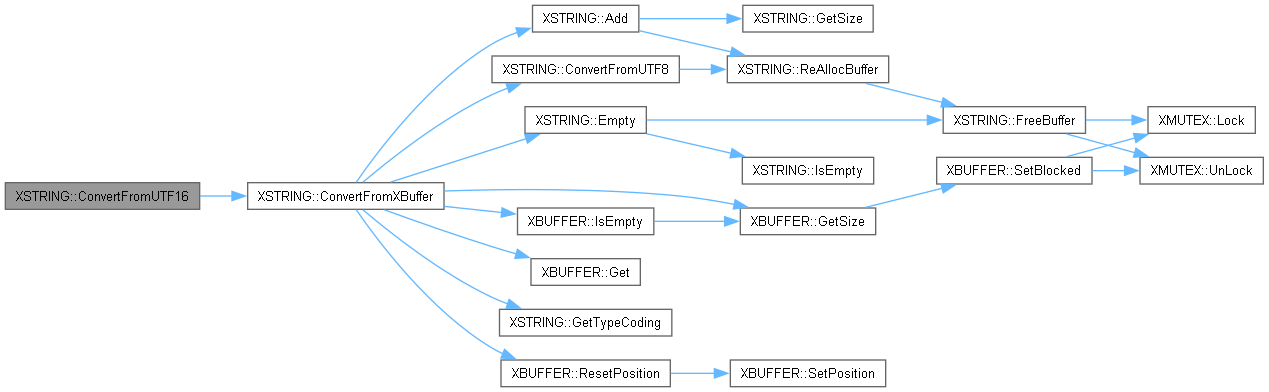 XSTRING::ConvertFromUTF16
XSTRING::ConvertFromXBuffer
XSTRING::Add
XSTRING::GetSize
XSTRING::ConvertFromUTF8
XSTRING::ReAllocBuffer
XSTRING::Empty
XSTRING::FreeBuffer
XMUTEX::Lock
XSTRING::IsEmpty
XBUFFER::SetBlocked
XMUTEX::UnLock
XBUFFER::IsEmpty
XBUFFER::GetSize
XBUFFER::Get
XSTRING::GetTypeCoding
XBUFFER::ResetPosition
XBUFFER::SetPosition